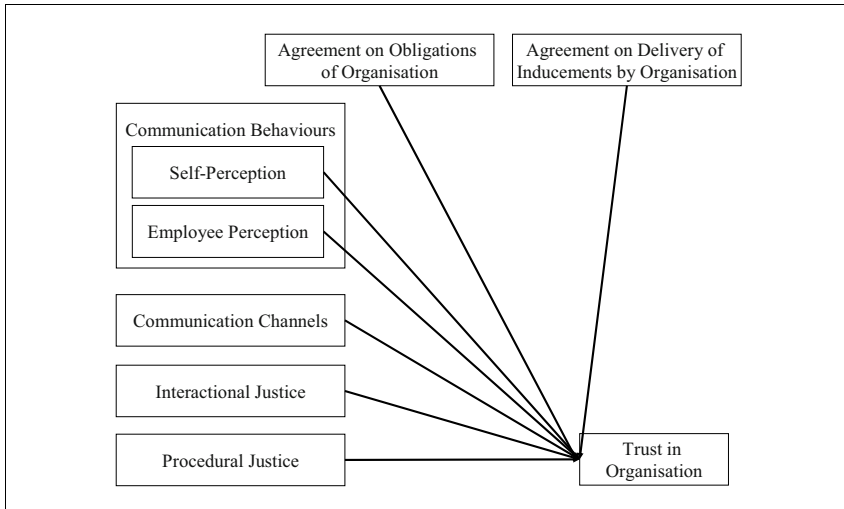 Agreement on Obligations
of Organisation
Agreement on Delivery of
Inducements by Organisation
Communication Behaviours
Self-Perception
Employee Perception
Communication Channels
Interactional Justice
Procedural Justice
Trust in
Organisation